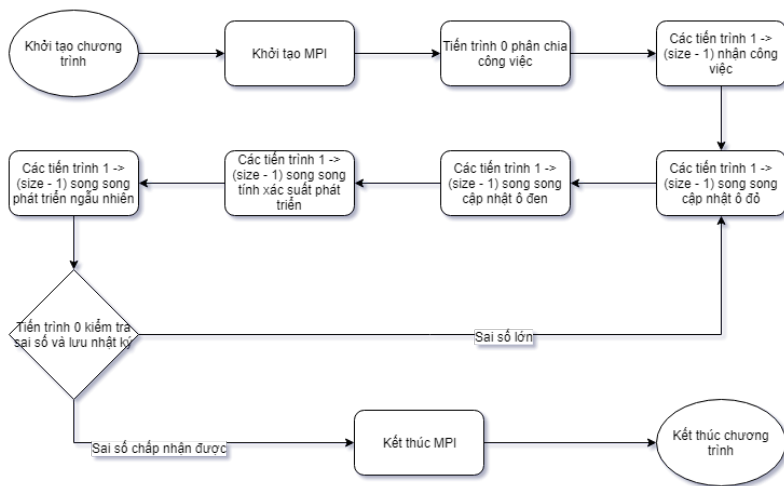 Khởi tạo chương
trình
Khởi tạo MPI
Tiến trình 0 phân chia
công việc
Các tiến trình 1 ->
(size - 1) nhận công
việc
Các tiến trình 1 ->
(size - 1) song song
phát triển ngẫu nhiên
Các tiến trình 1 ->
(size - 1) song song
tính xác suất phát
triển
Các tiến trình 1 ->
(size - 1) song song
cập nhật ô đen
Các tiến trình 1 ->
(size - 1) song song
cập nhật ô đỏ
Tiến trình 0 kiểm tra
sai số và lưu nhật ký
Sai số lớn
Sai số chấp nhận được
Kết thúc MPI
Kết thúc chương
trình